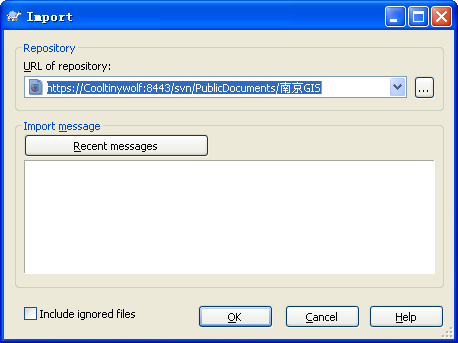 Import
Repository
URL of repository:
https://Cooltinywolf:8443/svn/PublicDocuments/南京GIS
...
Import message
Recent messages
Include ignored files
OK
Cancel
Help